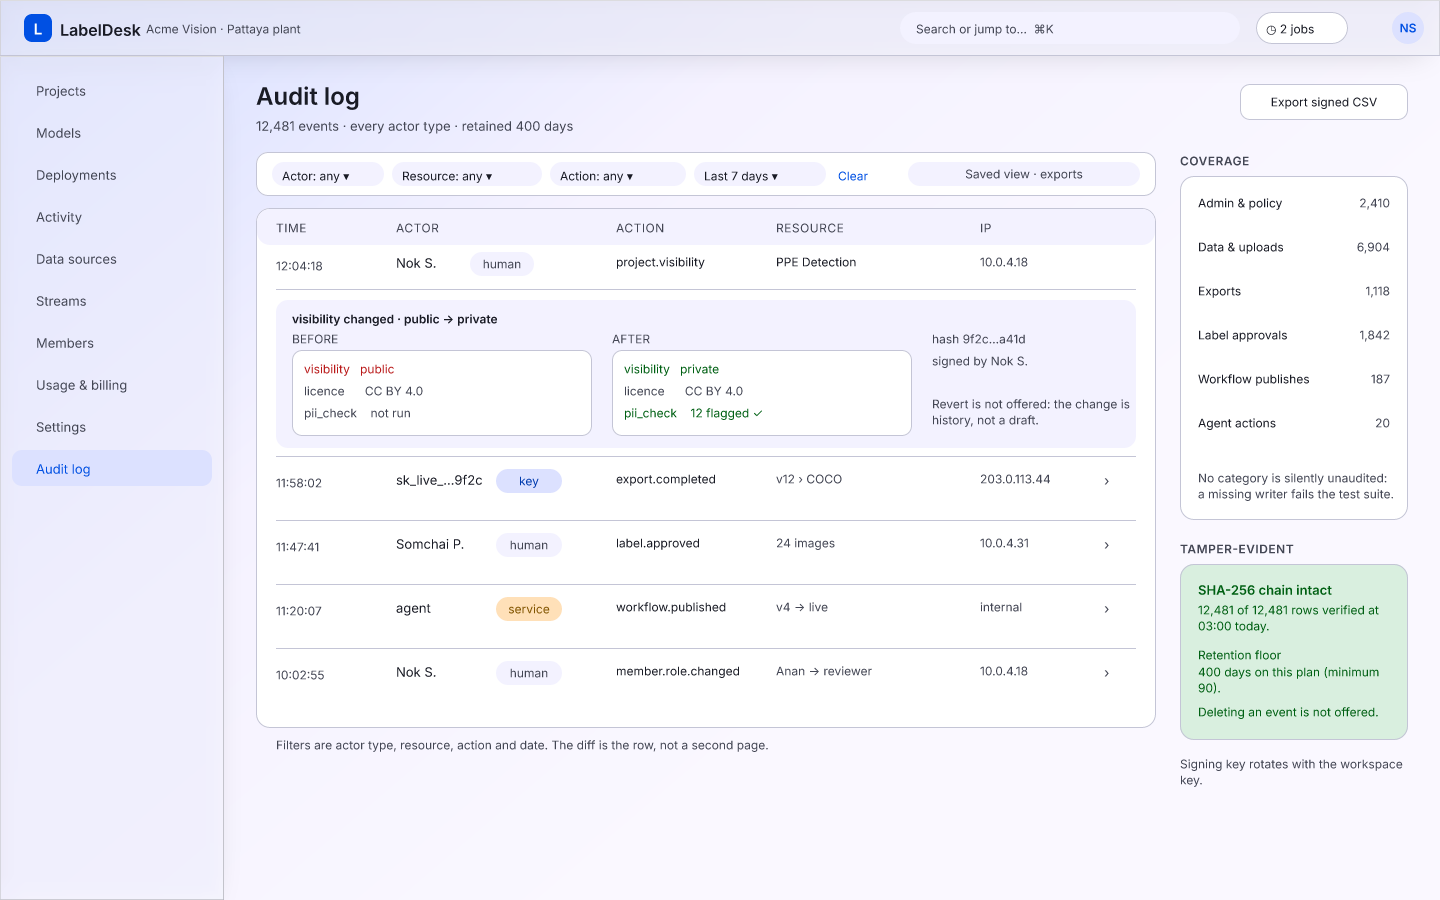 L LabelDesk Acme Vision · Pattaya plant
Search or jump to... ⌘K
◷ 2 jobs
NS
Projects
Models
Deployments
Activity
Data sources
Streams
Members
Usage & billing
Settings
Audit log
Audit log
12,481 events · every actor type · retained 400 days
Export signed CSV
Actor: any ▾ Resource: any ▾ Action: any ▾ Last 7 days ▾ Clear Saved view · exports
TIME ACTOR ACTION RESOURCE IP
12:04:18 Nok S. human project.visibility PPE Detection 10.0.4.18
visibility changed · public → private
BEFORE
visibility public
licence CC BY 4.0
pii_check not run
AFTER
visibility private
licence CC BY 4.0
pii_check 12 flagged ✓
hash 9f2c…a41d
signed by Nok S.
Revert is not offered: the change is
history, not a draft.
11:58:02 sk_live_…9f2c key export.completed v12 › COCO 203.0.113.44 ›
11:47:41 Somchai P. human label.approved 24 images 10.0.4.31 ›
11:20:07 agent service workflow.published v4 → live internal ›
10:02:55 Nok S. human member.role.changed Anan → reviewer 10.0.4.18 ›
Filters are actor type, resource, action and date. The diff is the row, not a second page.
COVERAGE
Admin & policy 2,410
Data & uploads 6,904
Exports 1,118
Label approvals 1,842
Workflow publishes 187
Agent actions 20
No category is silently unaudited:
a missing writer fails the test suite.
TAMPER-EVIDENT
SHA-256 chain intact
12,481 of 12,481 rows verified at
03:00 today.
Retention floor
400 days on this plan (minimum
90).
Deleting an event is not offered.
Signing key rotates with the workspace
key.